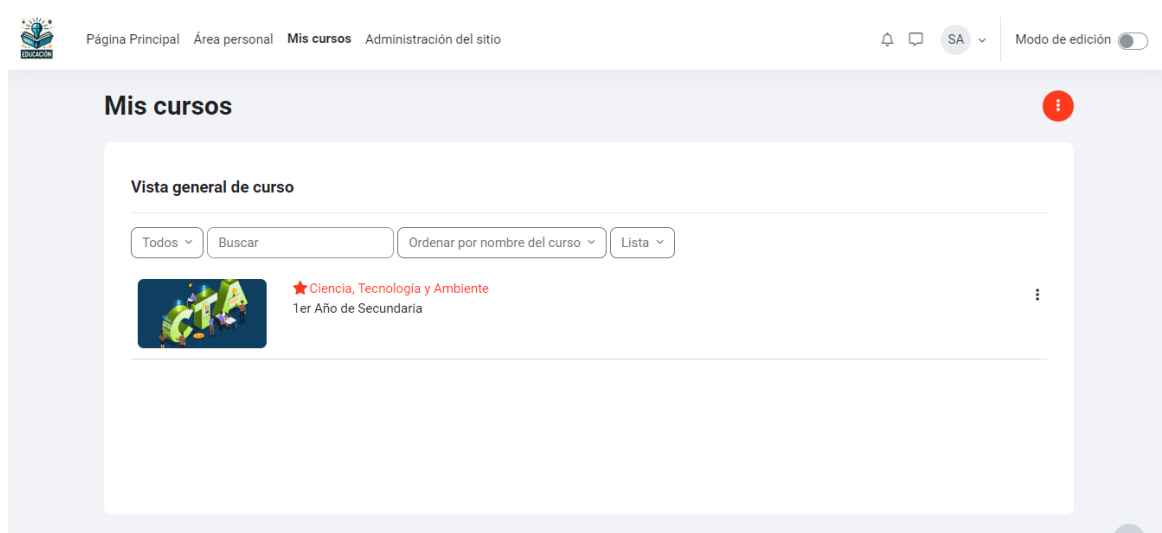 EDUCACIÓN
Página Principal Área personal Mis cursos Administración del sitio SA Modo de edición
Mis cursos
Vista general de curso
Todos Buscar Ordenar por nombre del curso Lista
CTA
Ciencia, Tecnología y Ambiente
1er Año de Secundaria